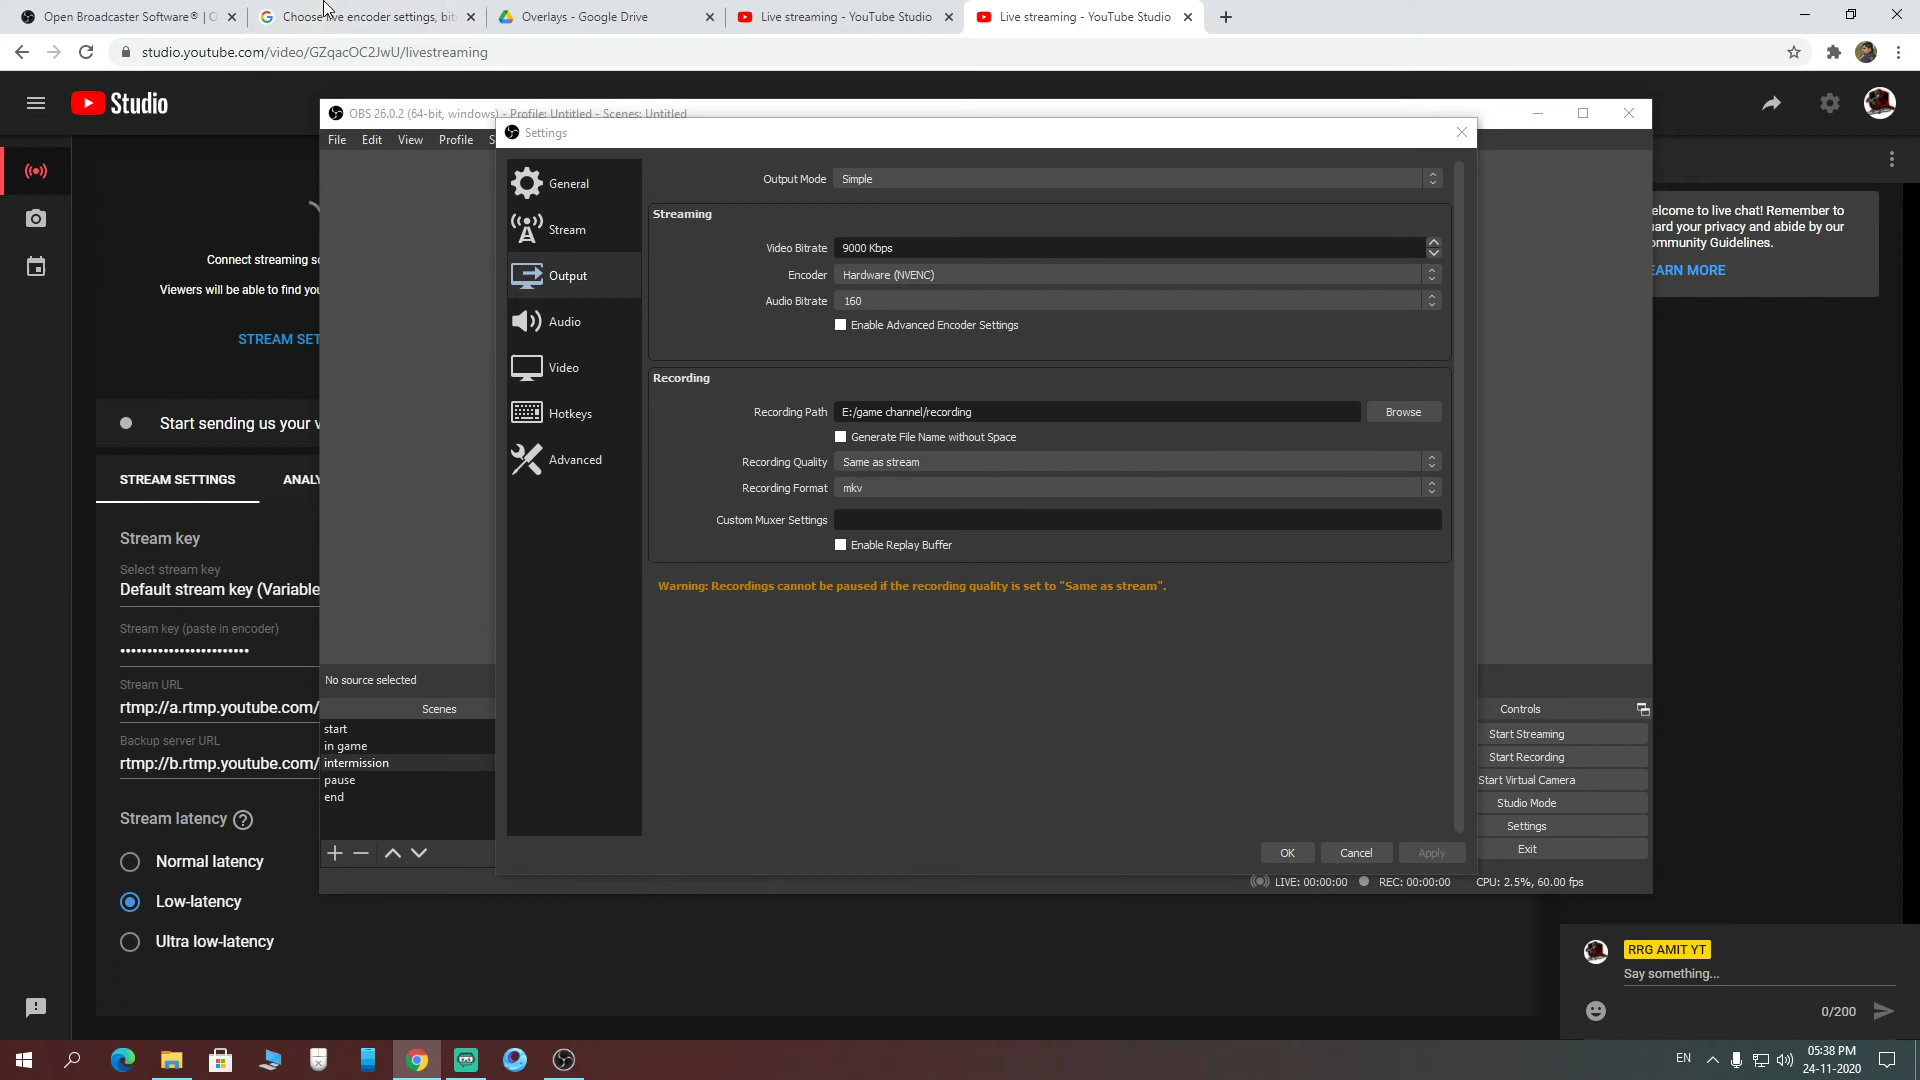 Open Broadcaster Software® | O
Choose live encoder settings, bit
Overlays - Google Drive
Live streaming - YouTube Studio
Live streaming - YouTube Studio
studio.youtube.com/video/GZqacOC2JwU/livestreaming
Studio
OBS 26.0.2 (64-bit, windows) - Profile: Untitled - Scenes: Untitled
File
Edit
View
Profile
S
Settings
General
Stream
Output
Audio
Video
Hotkeys
Advanced
Output Mode
Simple
Streaming
Video Bitrate
9000 Kbps
Encoder
Hardware (NVENC)
Audio Bitrate
160
Enable Advanced Encoder Settings
Recording
Recording Path
E:/game channel/recording
Browse
Generate File Name without Space
Recording Quality
Same as stream
Recording Format
mkv
Custom Muxer Settings
Enable Replay Buffer
Warning: Recordings cannot be paused if the recording quality is set to "Same as stream".
OK
Cancel
Apply
Connect streaming so
Viewers will be able to find you
STREAM SET
Start sending us your v
STREAM SETTINGS
ANALY
Stream key
Select stream key
Default stream key (Variable
Stream key (paste in encoder)
Stream URL
rtmp://a.rtmp.youtube.com/
Backup server URL
rtmp://b.rtmp.youtube.com/
Stream latency
Normal latency
Low-latency
Ultra low-latency
No source selected
Scenes
start
in game
intermission
pause
end
Controls
Start Streaming
Start Recording
Start Virtual Camera
Studio Mode
Settings
Exit
LIVE: 00:00:00
REC: 00:00:00
CPU: 2.5%, 60.00 fps
elcome to live chat! Remember to
uard your privacy and abide by our
ommunity Guidelines.
EARN MORE
RRG AMIT YT
Say something...
0/200
EN
05:38 PM
24-11-2020